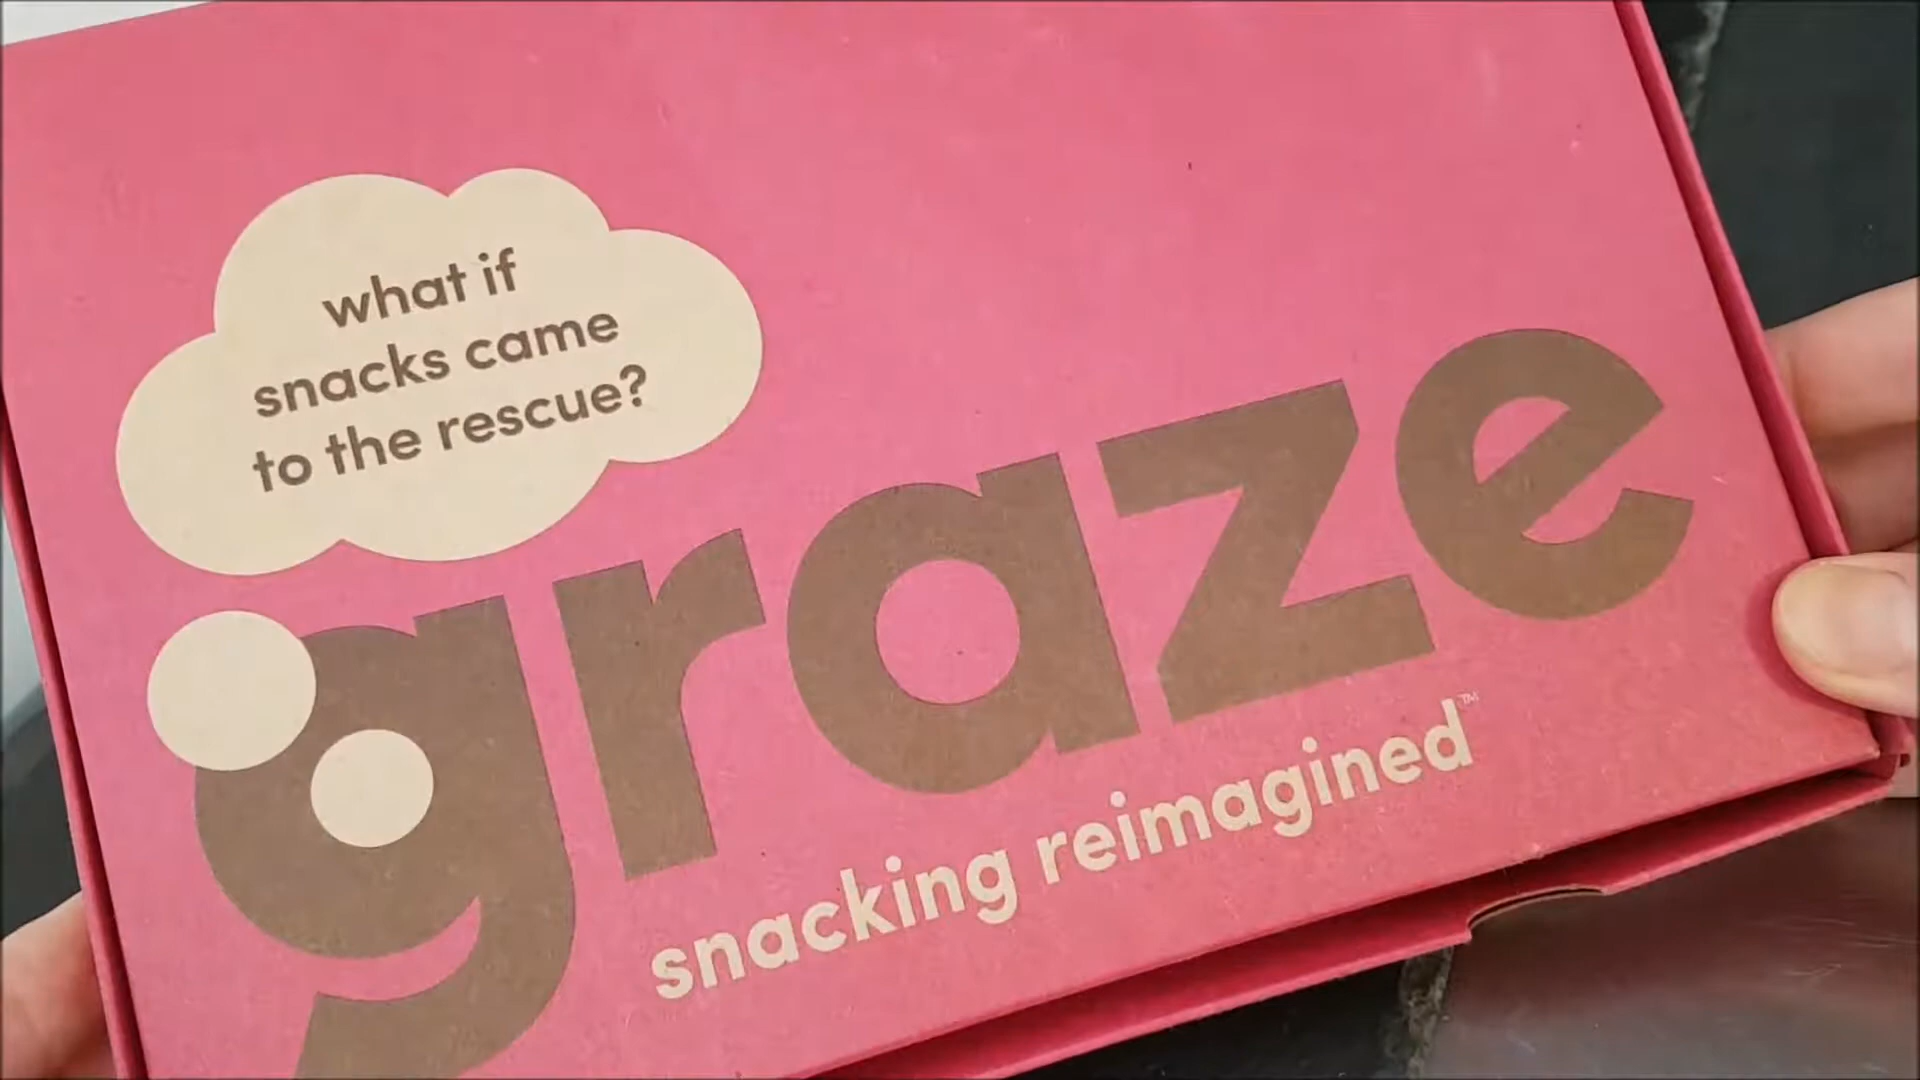 what if
snacks came
to the rescue?
graze
snacking reimagined™